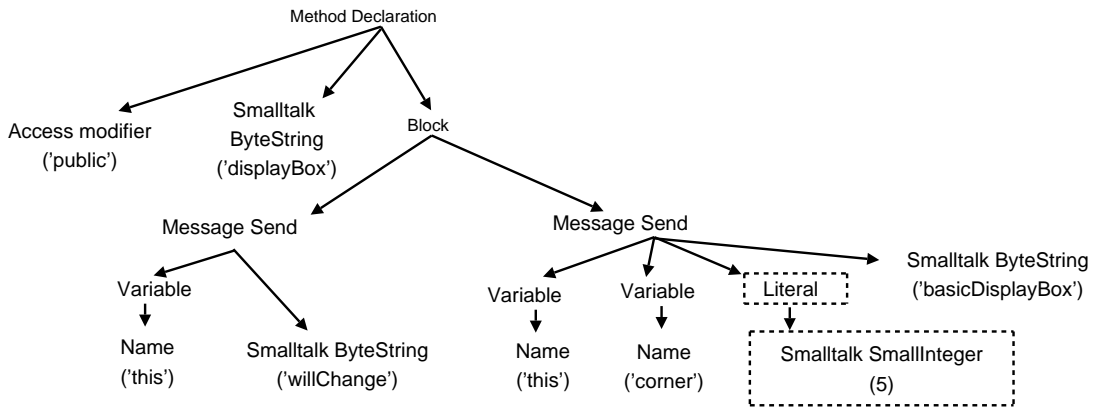 Method Declaration
Access modifier
(’public’)
Smalltalk
ByteString
(’displayBox’)
Block
Message Send
Message Send
Variable
Name
(’this’)
Smalltalk ByteString
(’willChange’)
Variable
Name
(’this’)
Variable
Name
(’corner’)
Literal
Smalltalk SmallInteger
(5)
Smalltalk ByteString
(’basicDisplayBox’)